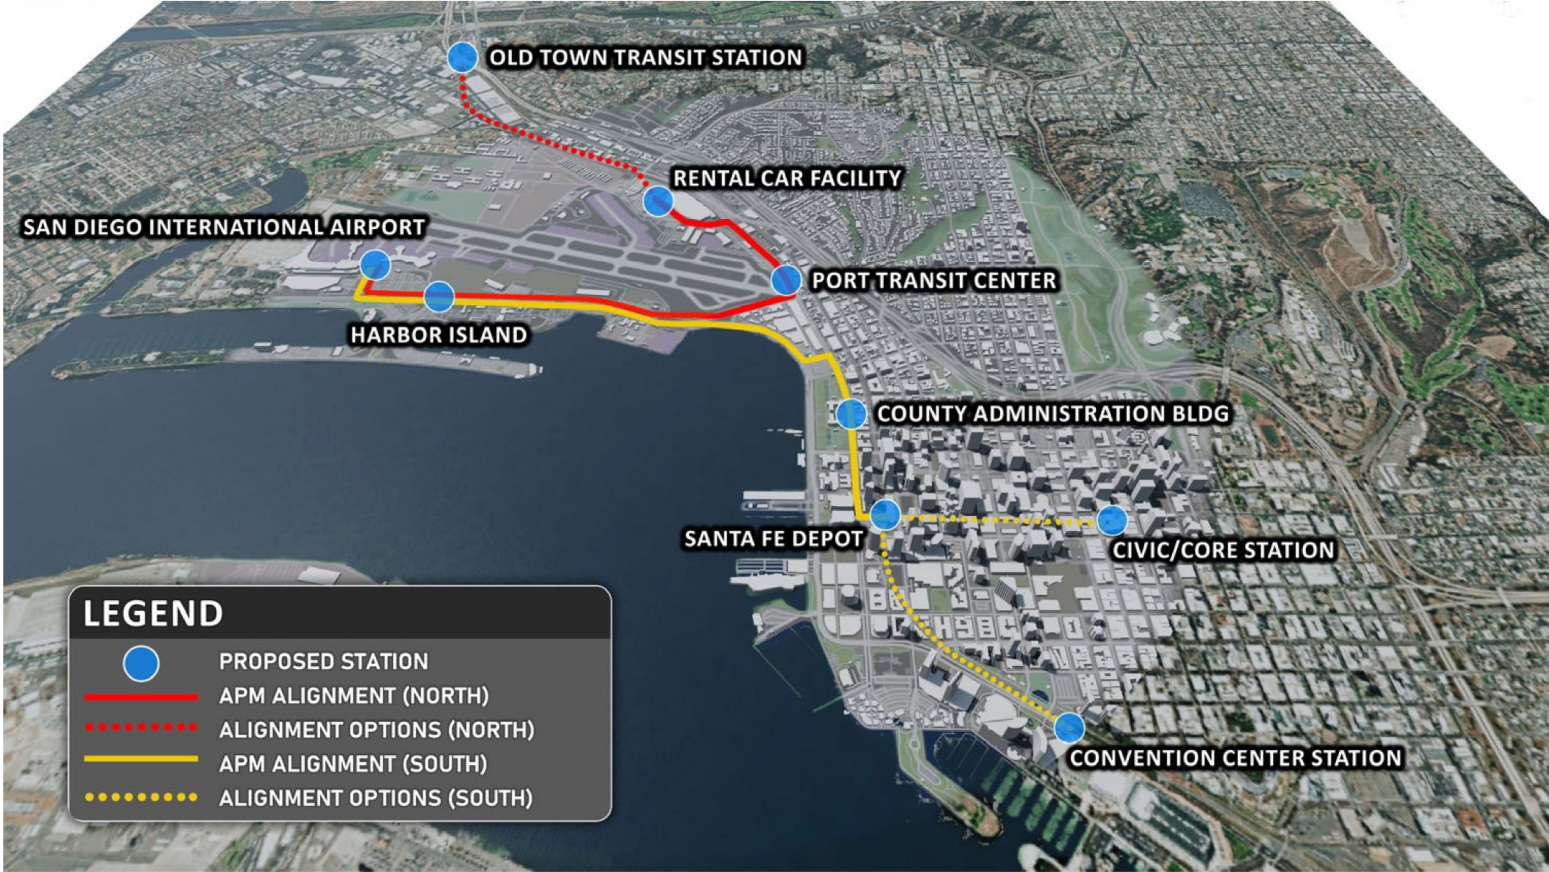 OLD TOWN TRANSIT STATION
RENTAL CAR FACILITY
SAN DIEGO INTERNATIONAL AIRPORT
PORT TRANSIT CENTER
HARBOR ISLAND
COUNTY ADMINISTRATION BLDG
SANTA FE DEPOT
CIVIC/CORE STATION
CONVENTION CENTER STATION
LEGEND
PROPOSED STATION
APM ALIGNMENT (NORTH)
ALIGNMENT OPTIONS (NORTH)
APM ALIGNMENT (SOUTH)
ALIGNMENT OPTIONS (SOUTH)